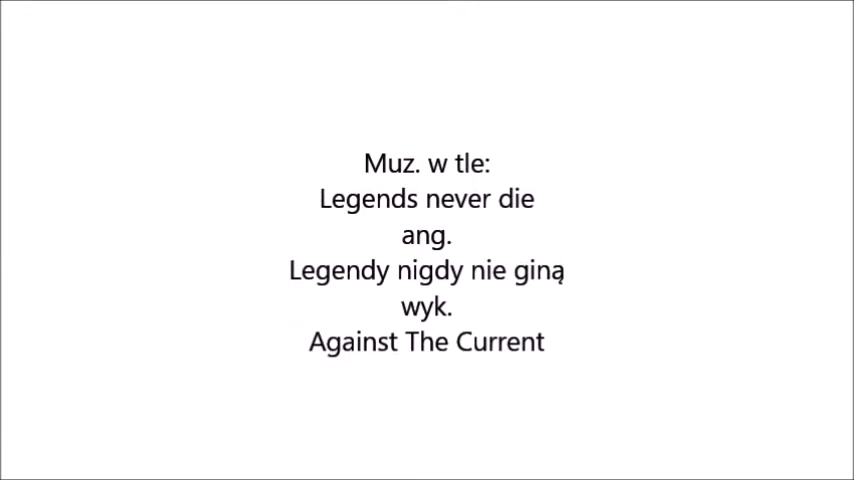 Muz. w tle:
Legends never die
ang.
Legendy nigdy nie giną
wyk.
Against The Current